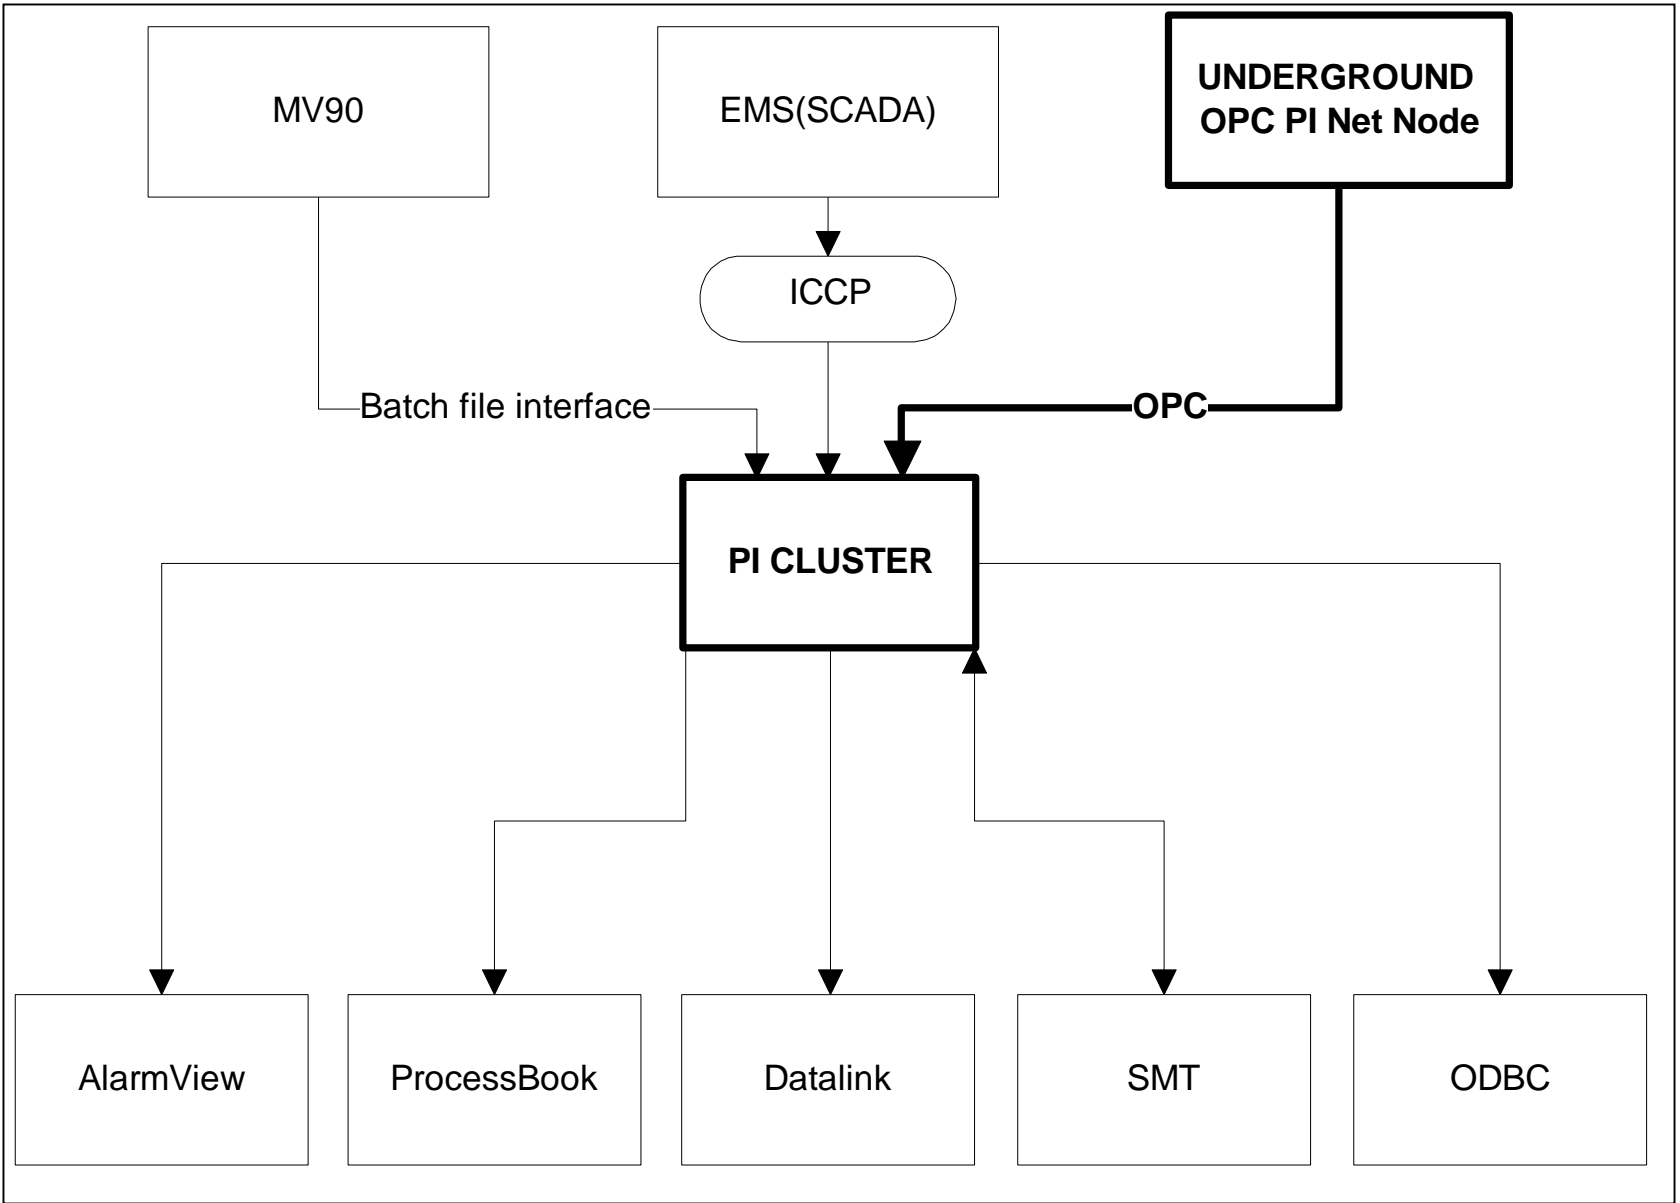 MV90
EMS(SCADA)
UNDERGROUND
OPC PI Net Node
ICCP
Batch file interface
OPC
PI CLUSTER
AlarmView
ProcessBook
Datalink
SMT
ODBC